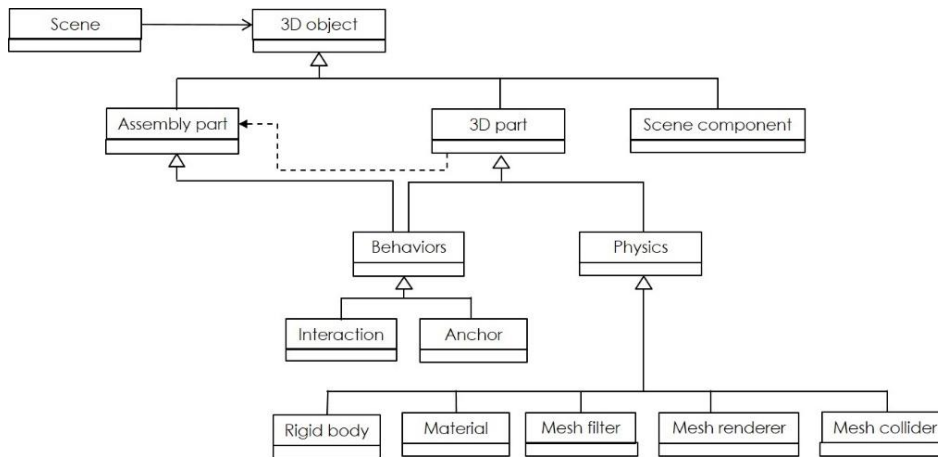 Scene
3D object
Assembly part
3D part
Scene component
Behaviors
Physics
Interaction
Anchor
Rigid body
Material
Mesh filter
Mesh renderer
Mesh collider